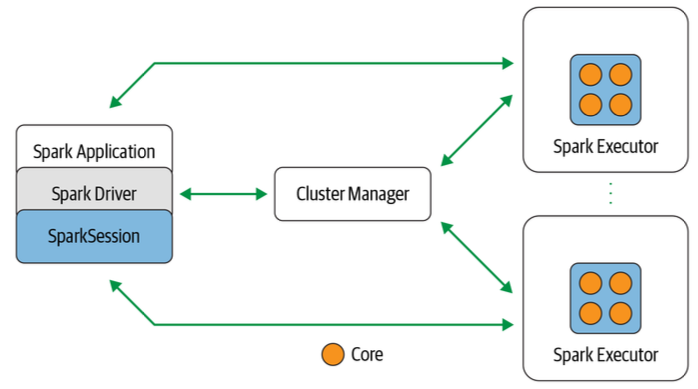 Spark Application
Spark Driver
SparkSession
Cluster Manager
Spark Executor
Spark Executor
Core